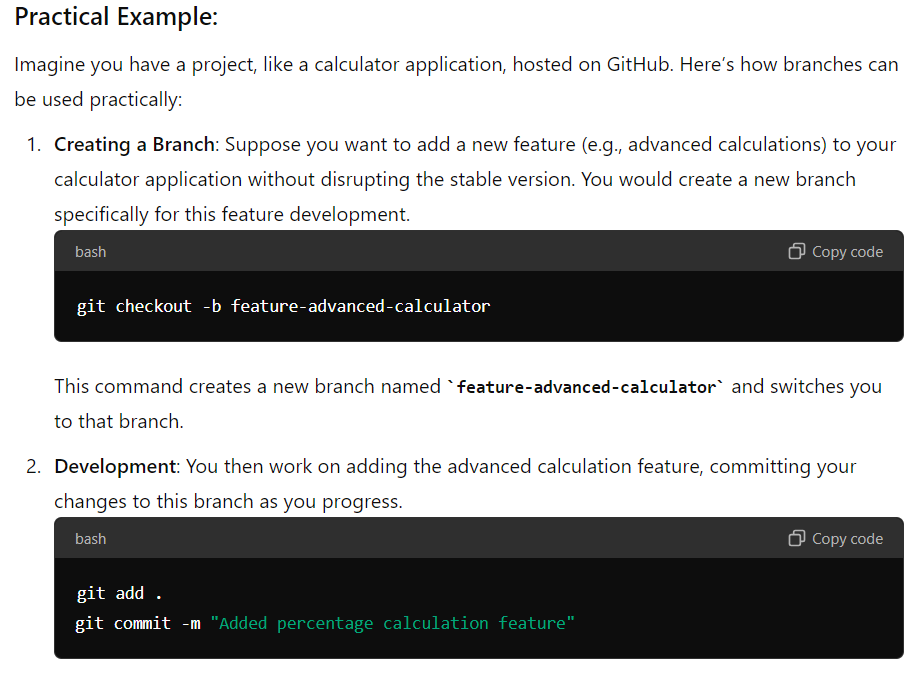 Practical Example:
Imagine you have a project, like a calculator application, hosted on GitHub. Here’s how branches can
be used practically:
1. Creating a Branch: Suppose you want to add a new feature (e.g., advanced calculations) to your
calculator application without disrupting the stable version. You would create a new branch
specifically for this feature development.
bash Copy code
git checkout -b feature-advanced-calculator
This command creates a new branch named `feature-advanced-calculator` and switches you
to that branch.
2. Development: You then work on adding the advanced calculation feature, committing your
changes to this branch as you progress.
bash Copy code
git add .
git commit -m "Added percentage calculation feature"